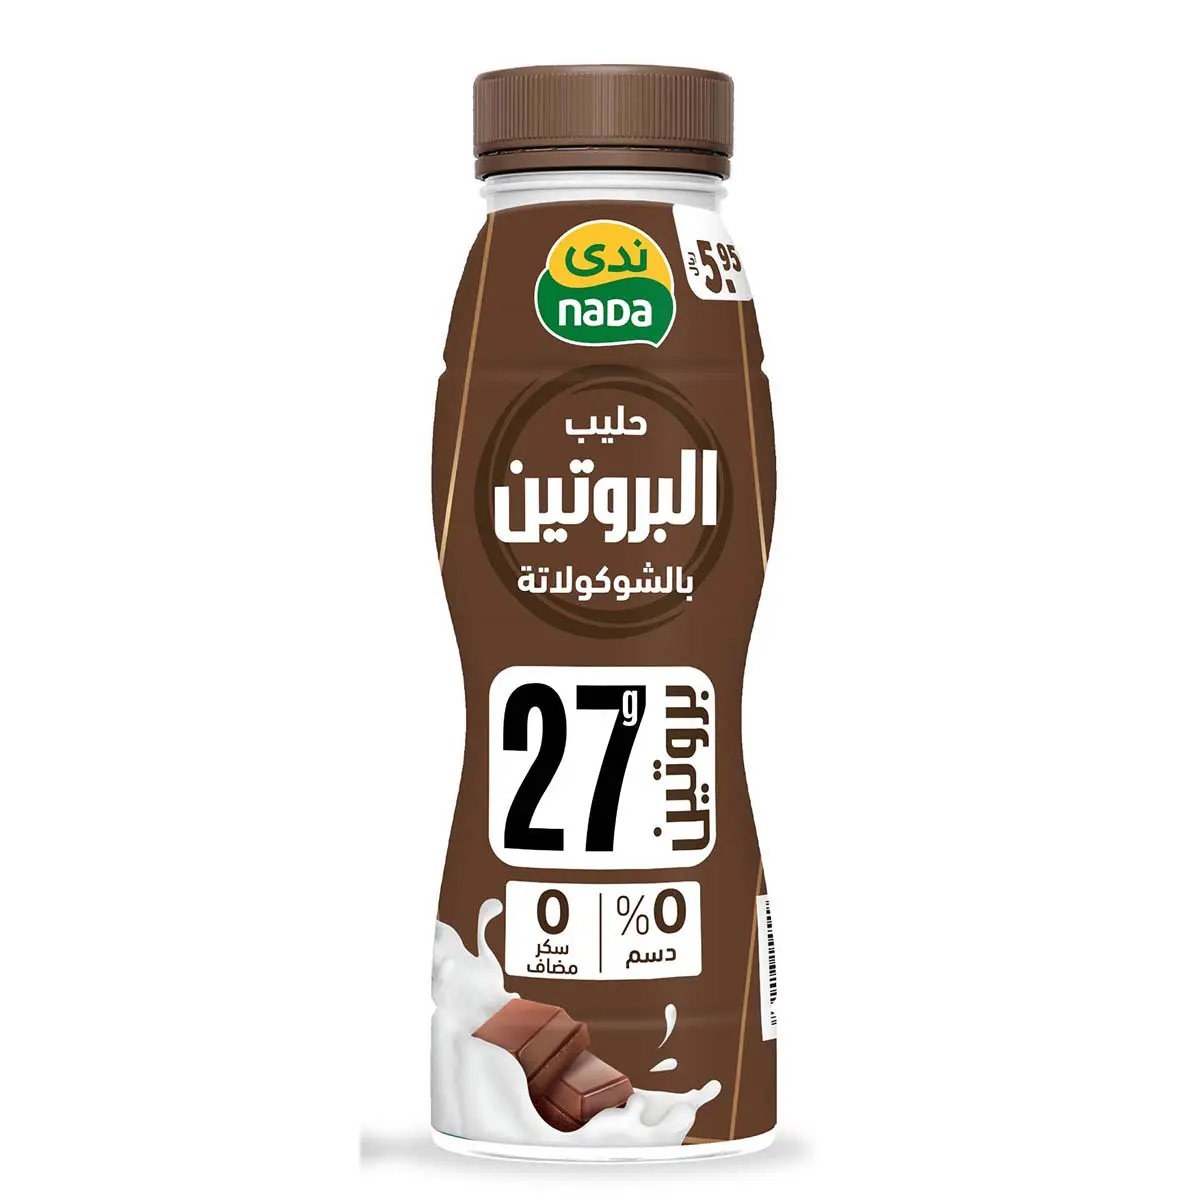 ندى
naDa
5.95
ريال
حليب
البروتين
بالشوكولاتة
27g
بروتين
%0
دسم
0
سكر
مضاف